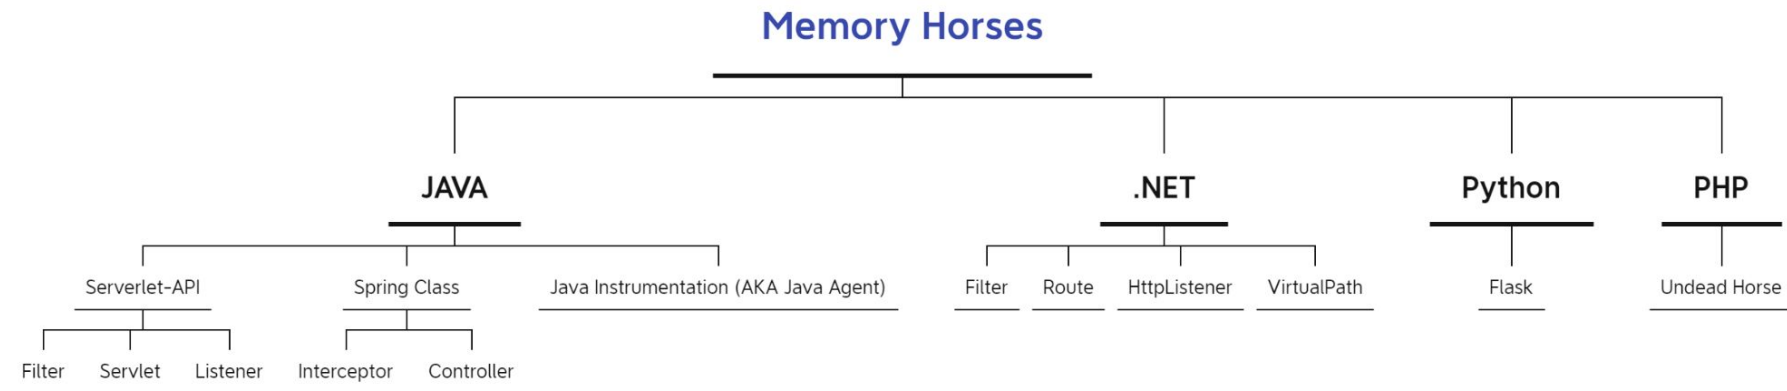 Memory Horses
JAVA .NET Python PHP
Serverlet-API Spring Class Java Instrumentation (AKA Java Agent) Filter Route HttpListener VirtualPath Flask Undead Horse
Filter Servlet Listener Interceptor Controller